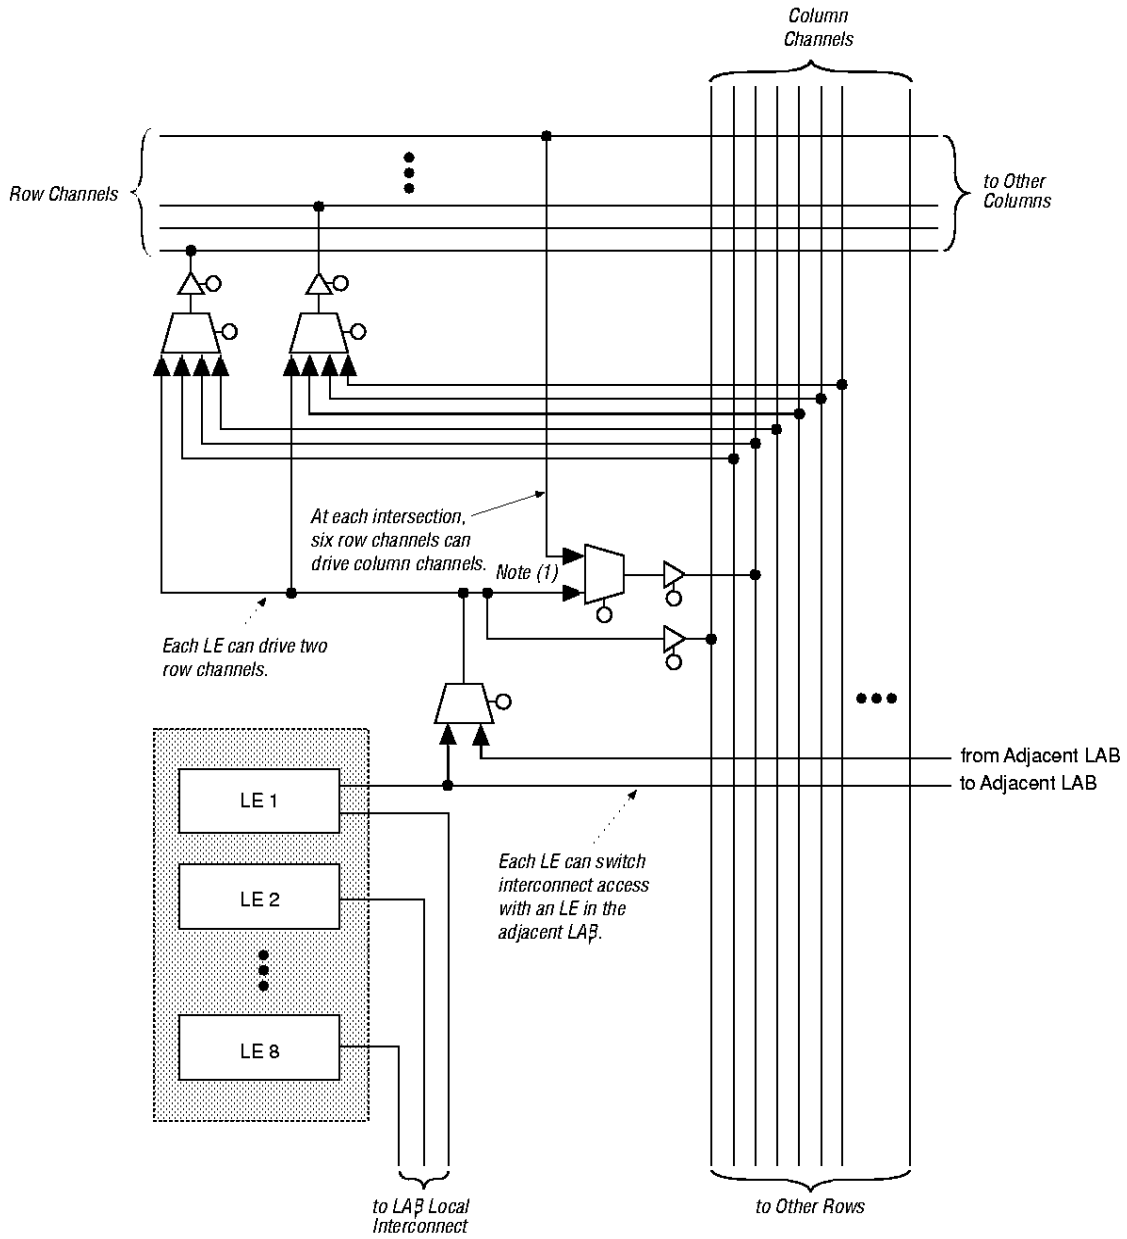 Column
Channels
Row Channels
to Other
Columns
At each intersection,
six row channels can
drive column channels.
Note (1)
Each LE can drive two
row channels.
from Adjacent LAB
to Adjacent LAB
LE 1
Each LE can switch
interconnect access
with an LE in the
adjacent LAB.
LE 2
LE 8
to LAB Local
Interconnect
to Other Rows